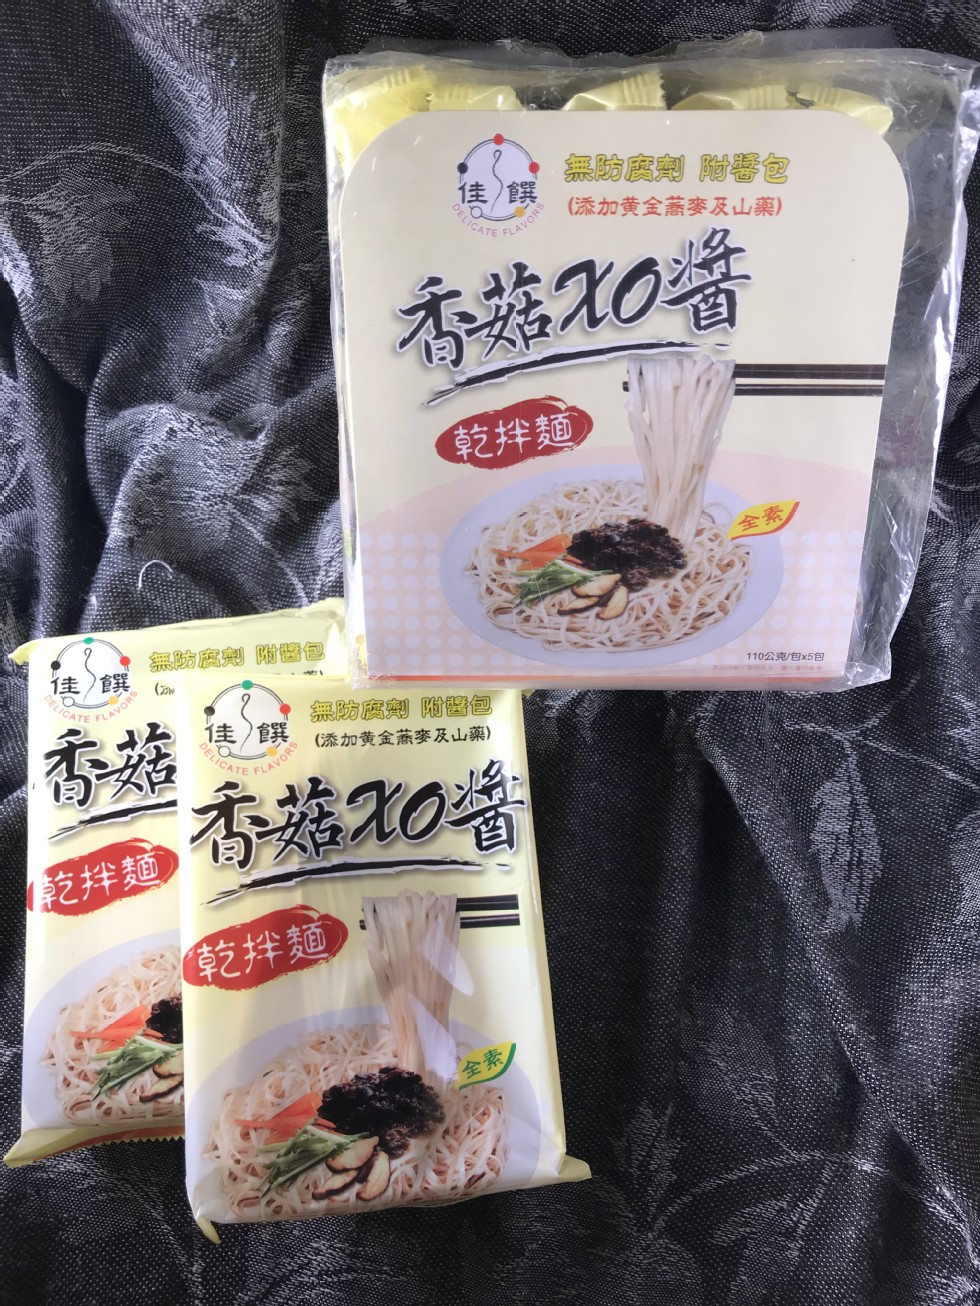 佳饌
DELICATE FLAVORS
無防腐劑 附醬包
(添加黄金蕎麥及山藥)
香菇XO醬
乾拌麵
全素
110公克/包x5包
佳饌
DELICATE FLAVORS
無防腐劑 附醬包
香菇
乾拌麵
佳饌
DELICATE FLAVORS
無防腐劑 附醬包
(添加黄金蕎麥及山藥)
香菇XO醬
乾拌麵
全素